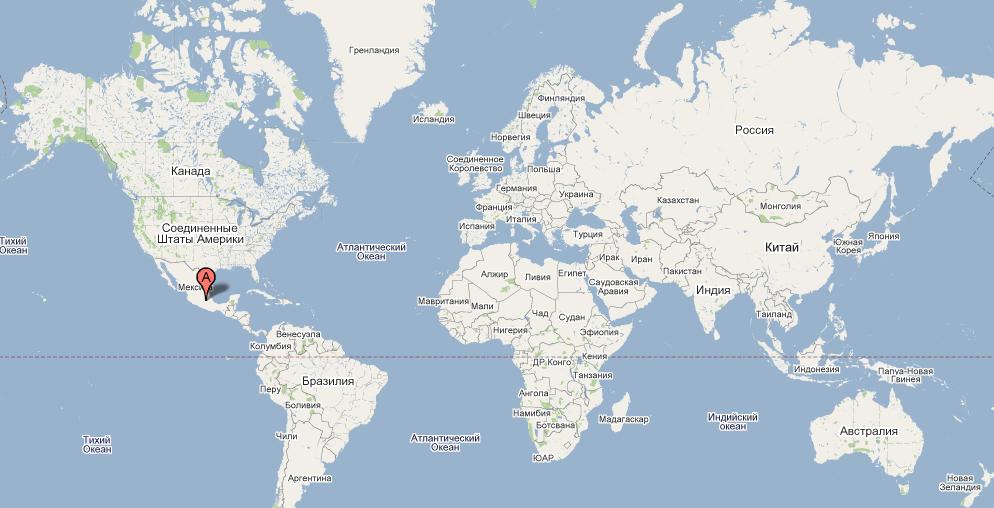 Гренландия
Исландия
Финляндия
Швеция
Норвегия
Россия
Соединенное
Королевство
Польша
Канада
Германия
Украина
Казахстан
Монголия
Франция
Италия
Испания
Турция
Соединенные
Штаты Америки
Тихий
Океан
Атлантический
Океан
Китай
Южная
Корея
Япония
Ирак
Иран
Пакистан
Алжир
Ливия
Египет
Саудовская
Аравия
Индия
A
Мавритания
Мали
Чад
Судан
Нигерия
Эфиопия
Таиланд
Венесуэла
Колумбия
ДР Конго
Кения
Танзания
Индонезия
Папуа-Новая
Гвинея
Бразилия
Перу
Боливия
Ангола
Намибия
Ботсвана
Мадагаскар
Индийский
океан
Австралия
Тихий
Океан
Чили
Атлантический
Океан
ЮАР
Аргентина
Новая
Зеландия